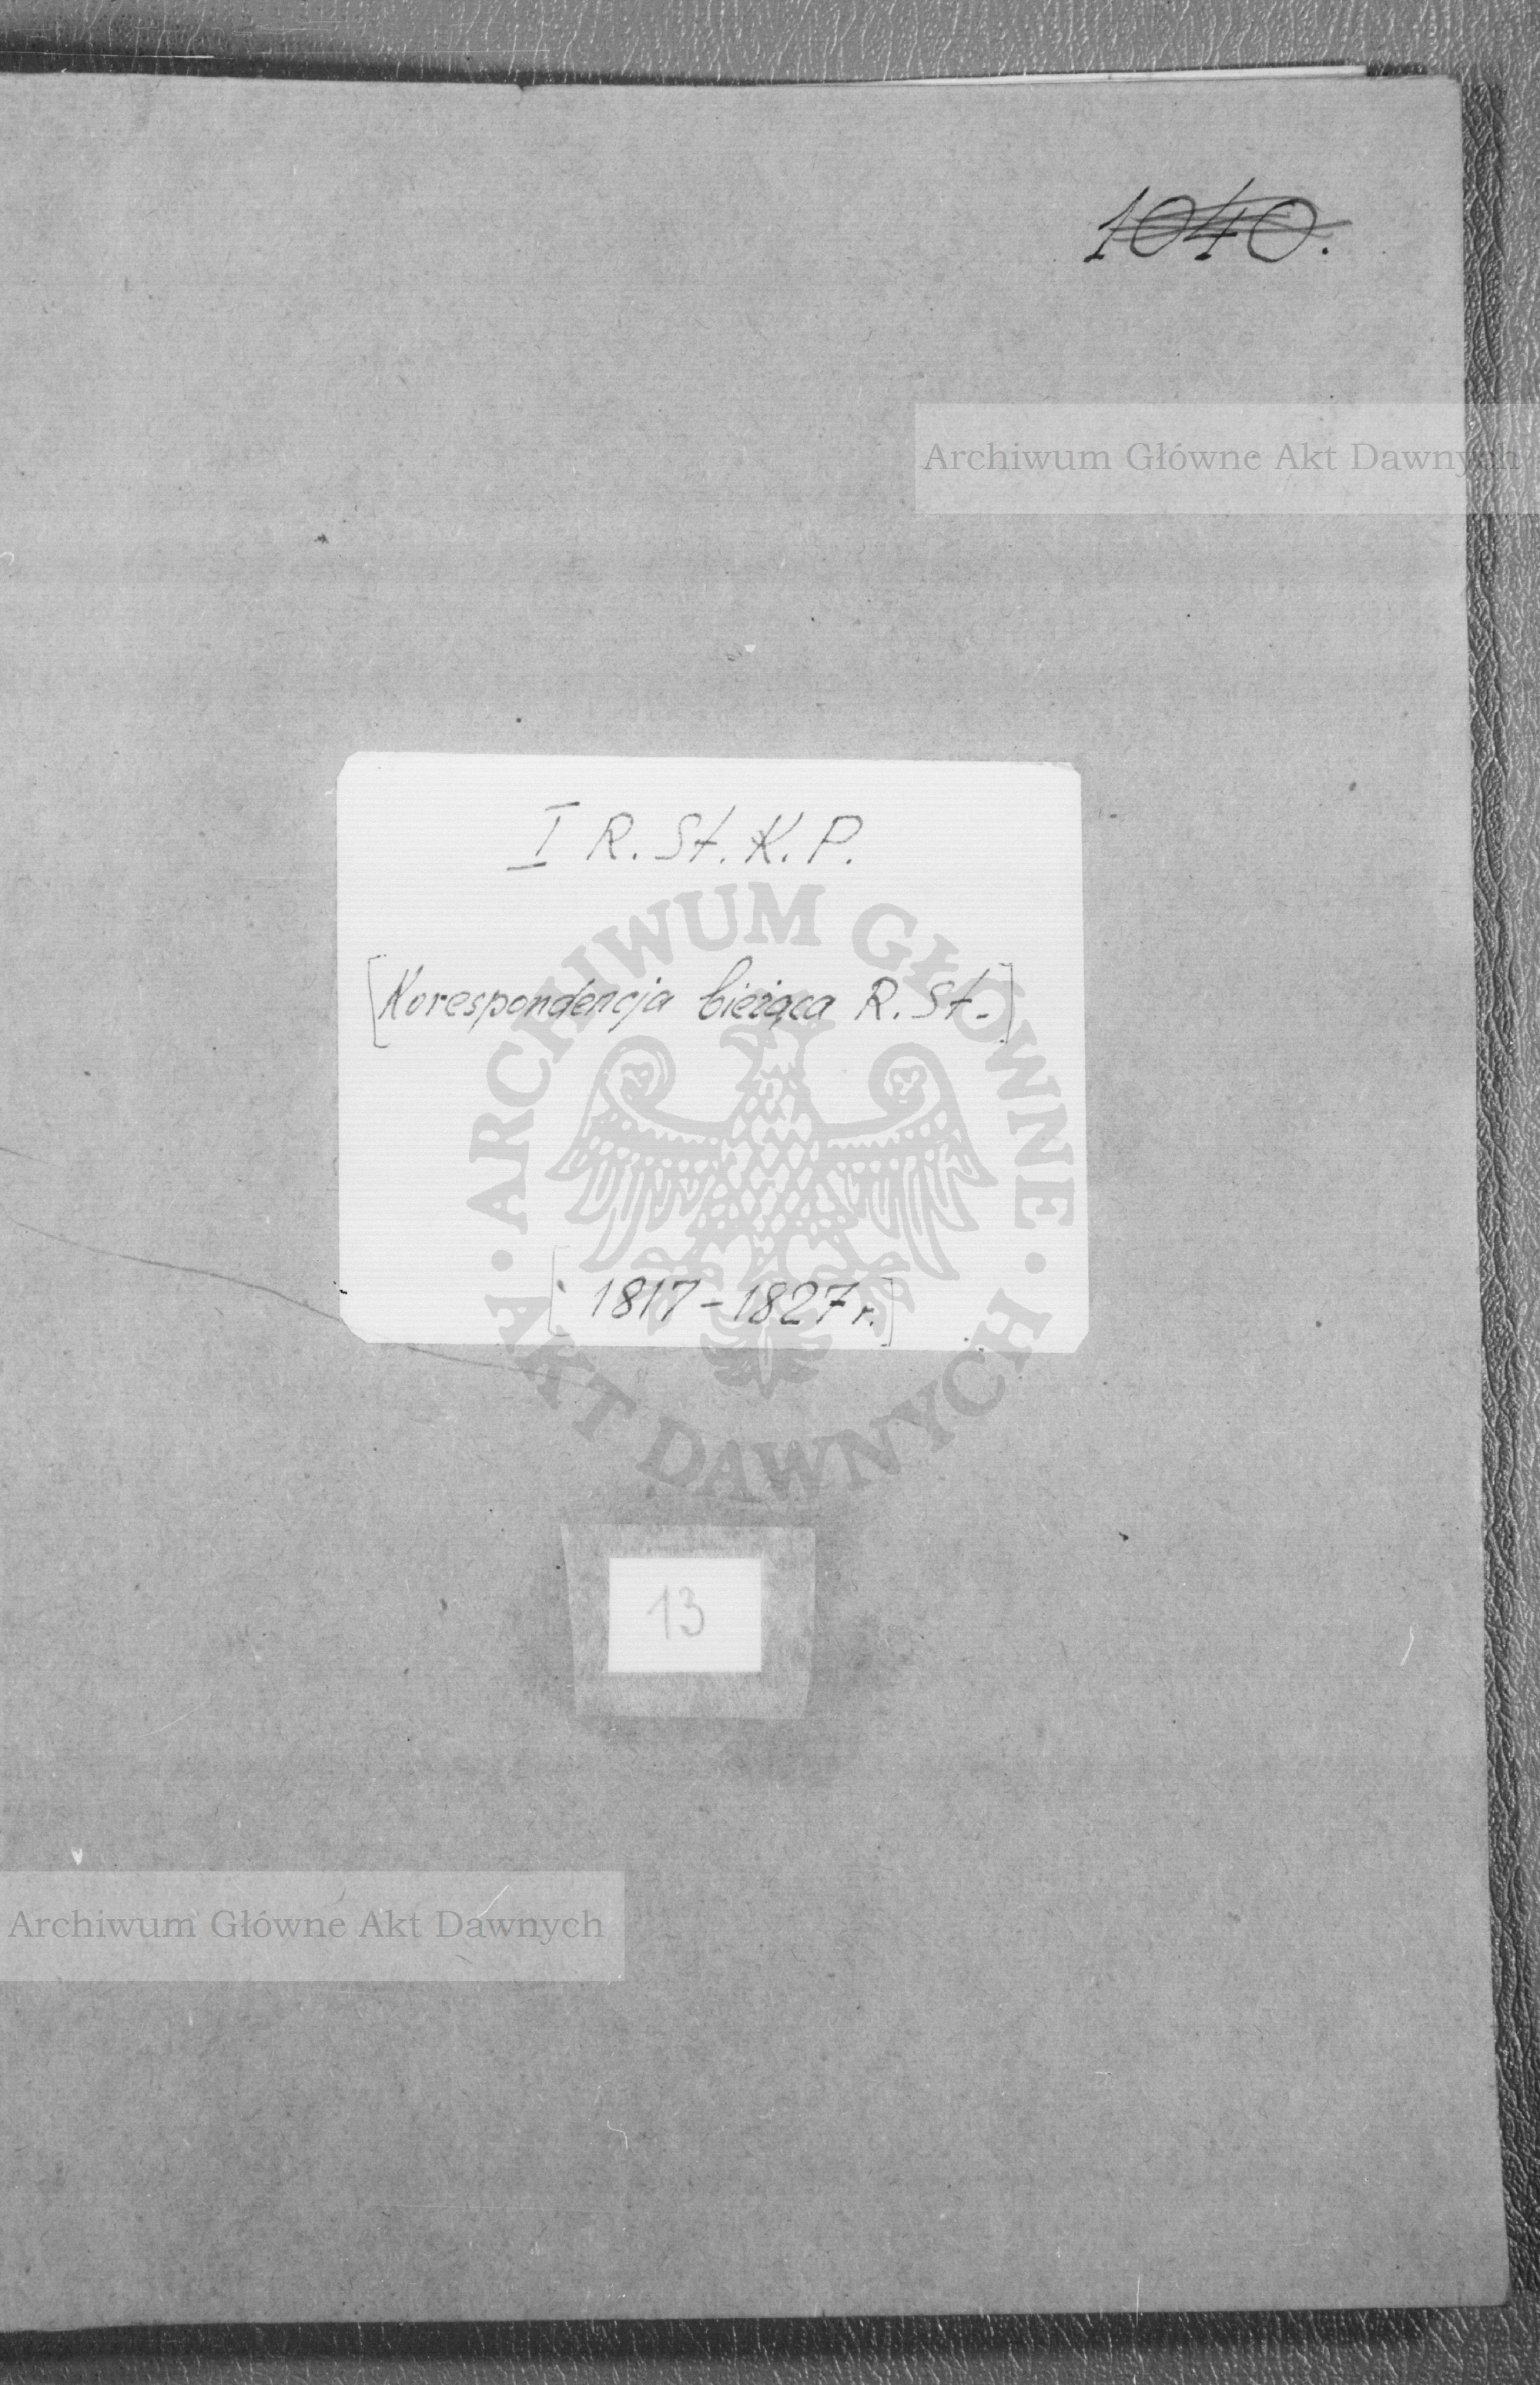 1040.
Archiwum Główne Akt Dawnych
I R. St. K. P.
[Korespondencja bieżąca R. St.]
[1817-1827 r.]
ARCHIWUM GŁÓWNE · AKT DAWNYCH ·
13
Archiwum Główne Akt Dawnych